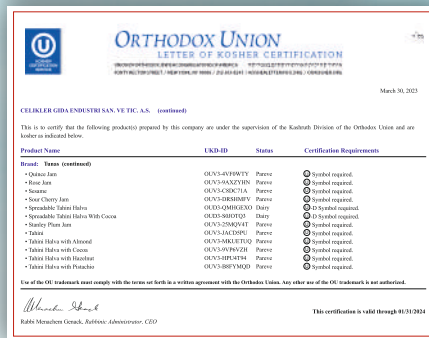 ORTHODOX UNION
LETTER OF KOSHER CERTIFICATION
March 30, 2023
CELIKLER GIDA ENDUSTRI SAN. VE TIC. A.S. (continued)
This is to certify that the following product(s) prepared by this company are under the supervision of the Kashruth Division of the Orthodox Union and are
kosher as indicated below.
Product Name UKD-ID Status Certification Requirements
Brand: Tunas (continued)
• Quince Jam OUV3-4VF0WTY Pareve Ⓤ Symbol required.
• Rose Jam OUV3-9AXZYHN Pareve Ⓤ Symbol required.
• Sesame OUV3-C8DC71A Pareve Ⓤ Symbol required.
• Sour Cherry Jam OUV3-DRSHMFV Pareve Ⓤ Symbol required.
• Spreadable Tahini Halva OUD3-QMHGEXO Dairy Ⓤ-D Symbol required.
• Spreadable Tahini Halva With Cocoa OUD3-S0JOTQ3 Dairy Ⓤ-D Symbol required.
• Stanley Plum Jam OUV3-25MQV4T Pareve Ⓤ Symbol required.
• Tahini OUV3-JACD5PU Pareve Ⓤ Symbol required.
• Tahini Halva with Almond OUV3-MKUETUQ Pareve Ⓤ Symbol required.
• Tahini Halva with Cocoa OUV3-9VP6VZH Pareve Ⓤ Symbol required.
• Tahini Halva with Hazelnut OUV3-HPU4T94 Pareve Ⓤ Symbol required.
• Tahini Halva with Pistachio OUV3-B8FYMQD Pareve Ⓤ Symbol required.
Use of the OU trademark must comply with the terms set forth in a written agreement with the Orthodox Union. Any other use of the OU trademark is not authorized.
Rabbi Menachem Genack, Rabbinic Administrator, CEO
This certification is valid through 01/31/2024